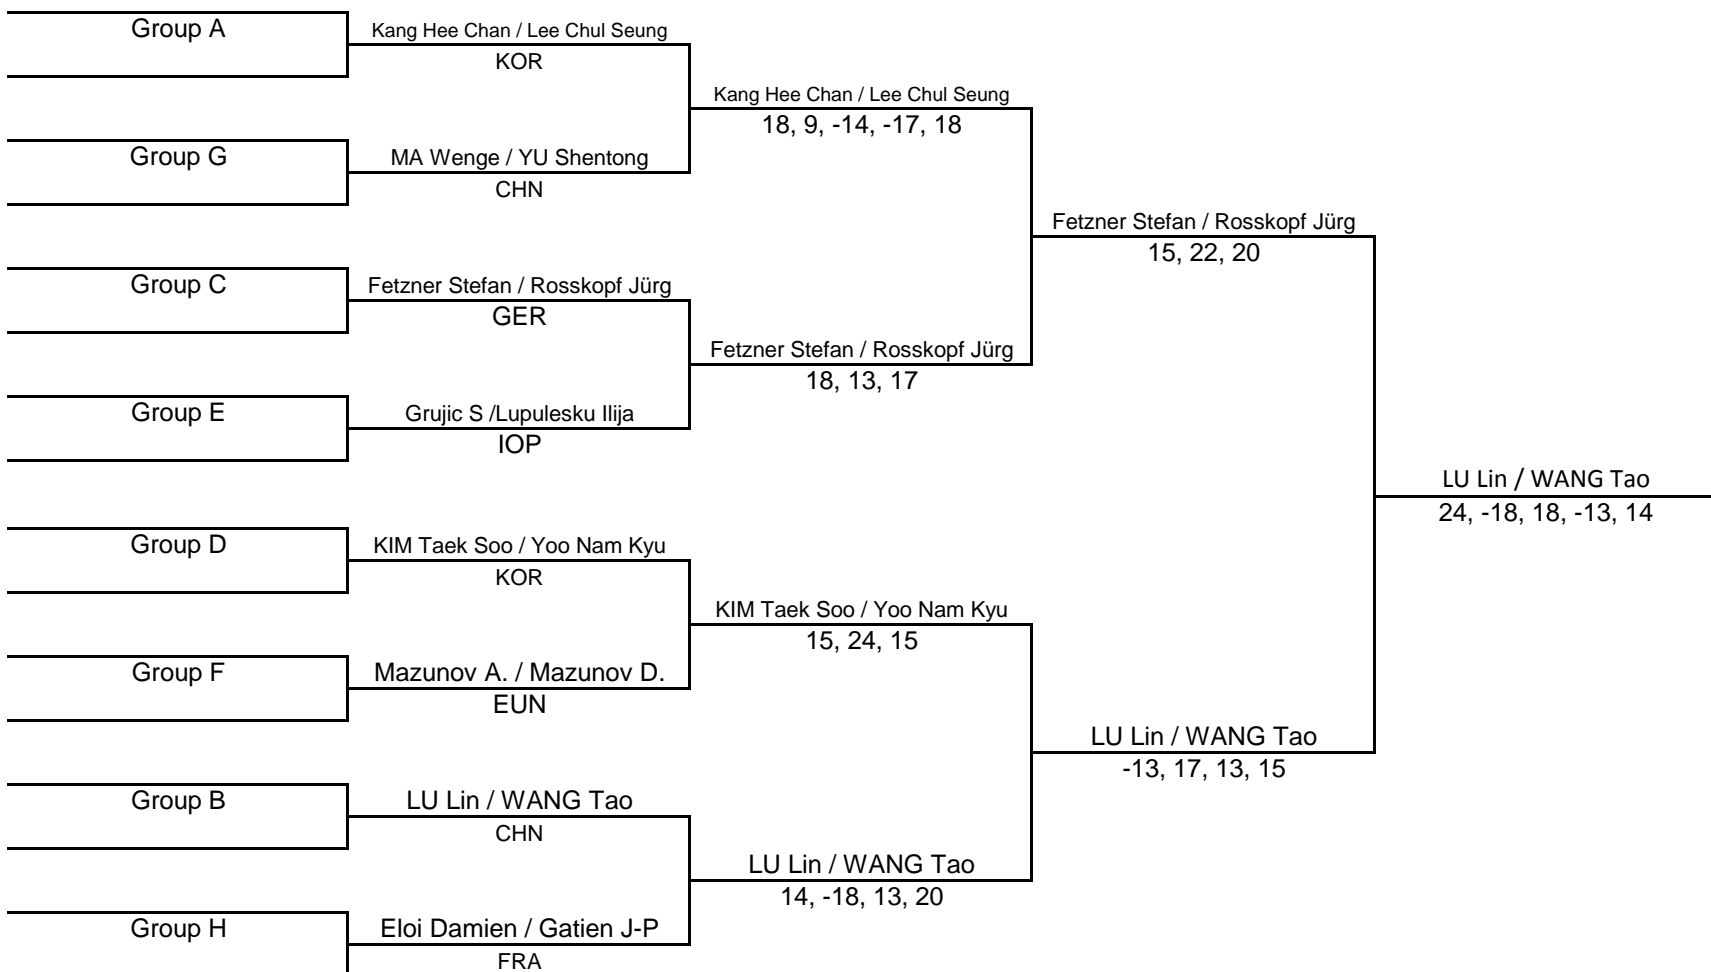 Group A
Kang Hee Chan / Lee Chul Seung
KOR
Kang Hee Chan / Lee Chul Seung
18, 9, -14, -17, 18
Group G
MA Wenge / YU Shentong
CHN
Fetzner Stefan / Rosskopf Jürg
15, 22, 20
Group C
Fetzner Stefan / Rosskopf Jürg
GER
Fetzner Stefan / Rosskopf Jürg
18, 13, 17
Group E
Grujic S /Lupulesku Ilija
IOP
LU Lin / WANG Tao
24, -18, 18, -13, 14
Group D
KIM Taek Soo / Yoo Nam Kyu
KOR
KIM Taek Soo / Yoo Nam Kyu
15, 24, 15
Group F
Mazunov A. / Mazunov D.
EUN
LU Lin / WANG Tao
-13, 17, 13, 15
Group B
LU Lin / WANG Tao
CHN
LU Lin / WANG Tao
14, -18, 13, 20
Group H
Eloi Damien / Gatien J-P
FRA